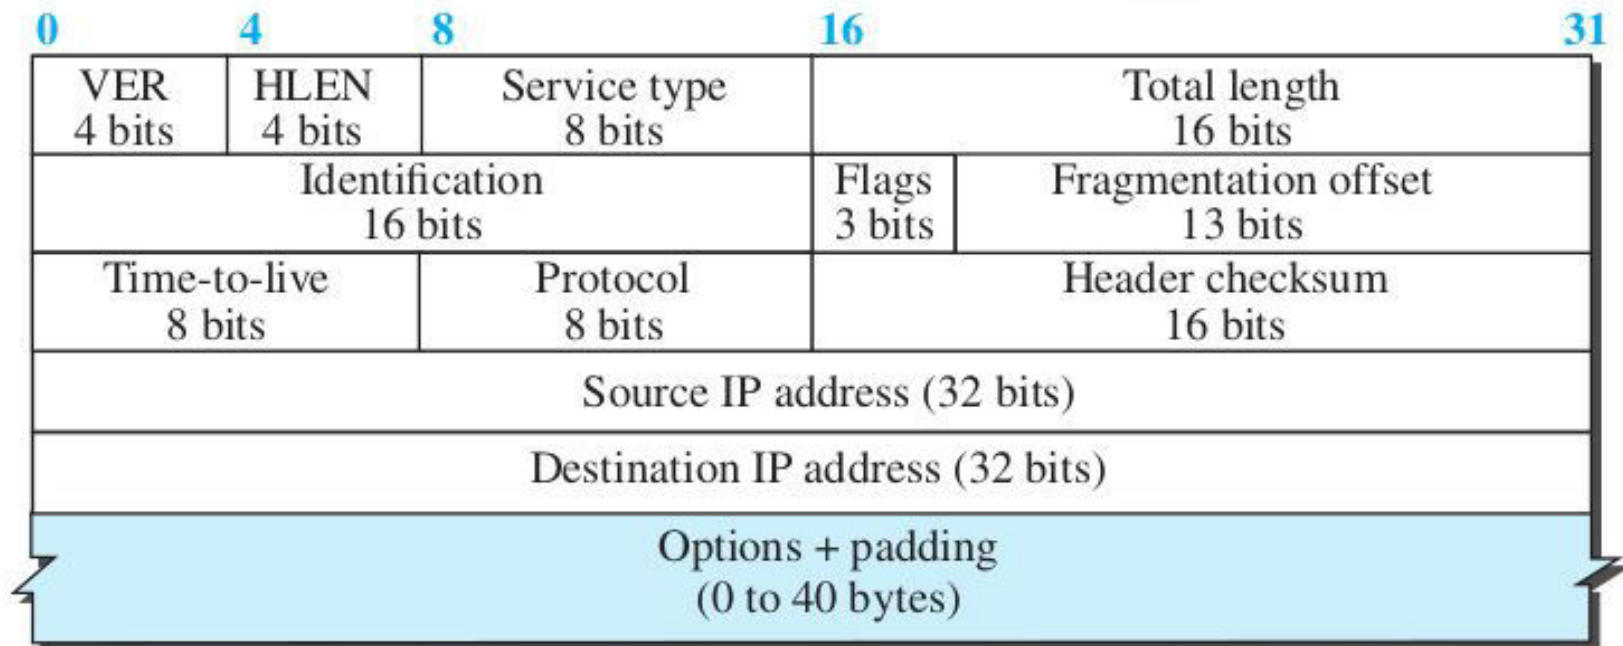 0 4 8 16 31
VER HLEN Service type Total length
4 bits 4 bits 8 bits 16 bits
Identification Flags Fragmentation offset
16 bits 3 bits 13 bits
Time-to-live Protocol Header checksum
8 bits 8 bits 16 bits
Source IP address (32 bits)
Destination IP address (32 bits)
Options + padding
(0 to 40 bytes)